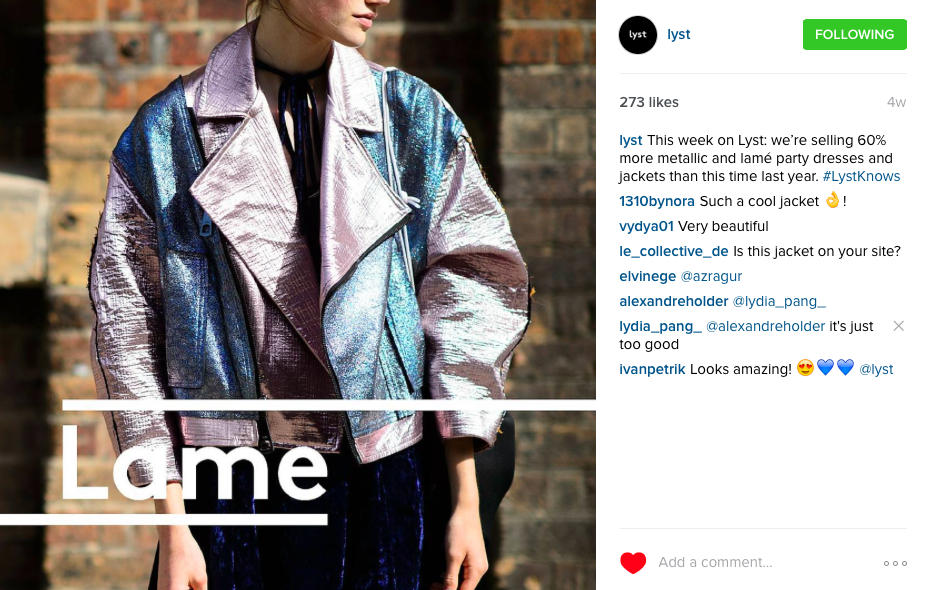 Lame
lyst
lyst
FOLLOWING
273 likes
4w
lyst This week on Lyst: we’re selling 60%
more metallic and lamé party dresses and
jackets than this time last year. #LystKnows
1310bynora Such a cool jacket 👌!
vydya01 Very beautiful
le_collective_de Is this jacket on your site?
elvinege @azragur
alexandreholder @lydia_pang_
lydia_pang_ @alexandreholder it's just
too good
ivanpetrik Looks amazing! 😍💙💙 @lyst
Add a comment...